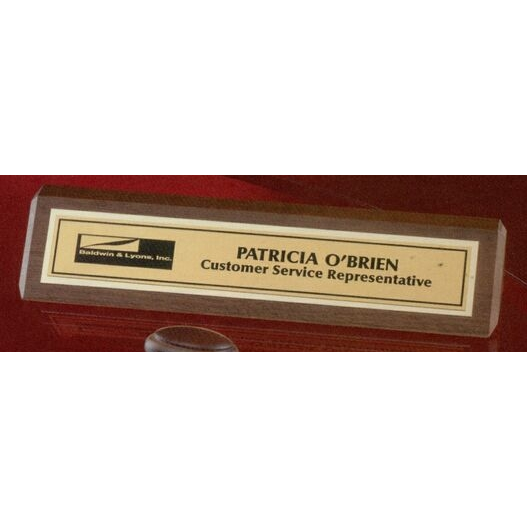 Baldwin & Lyons, Inc.
PATRICIA O'BRIEN
Customer Service Representative